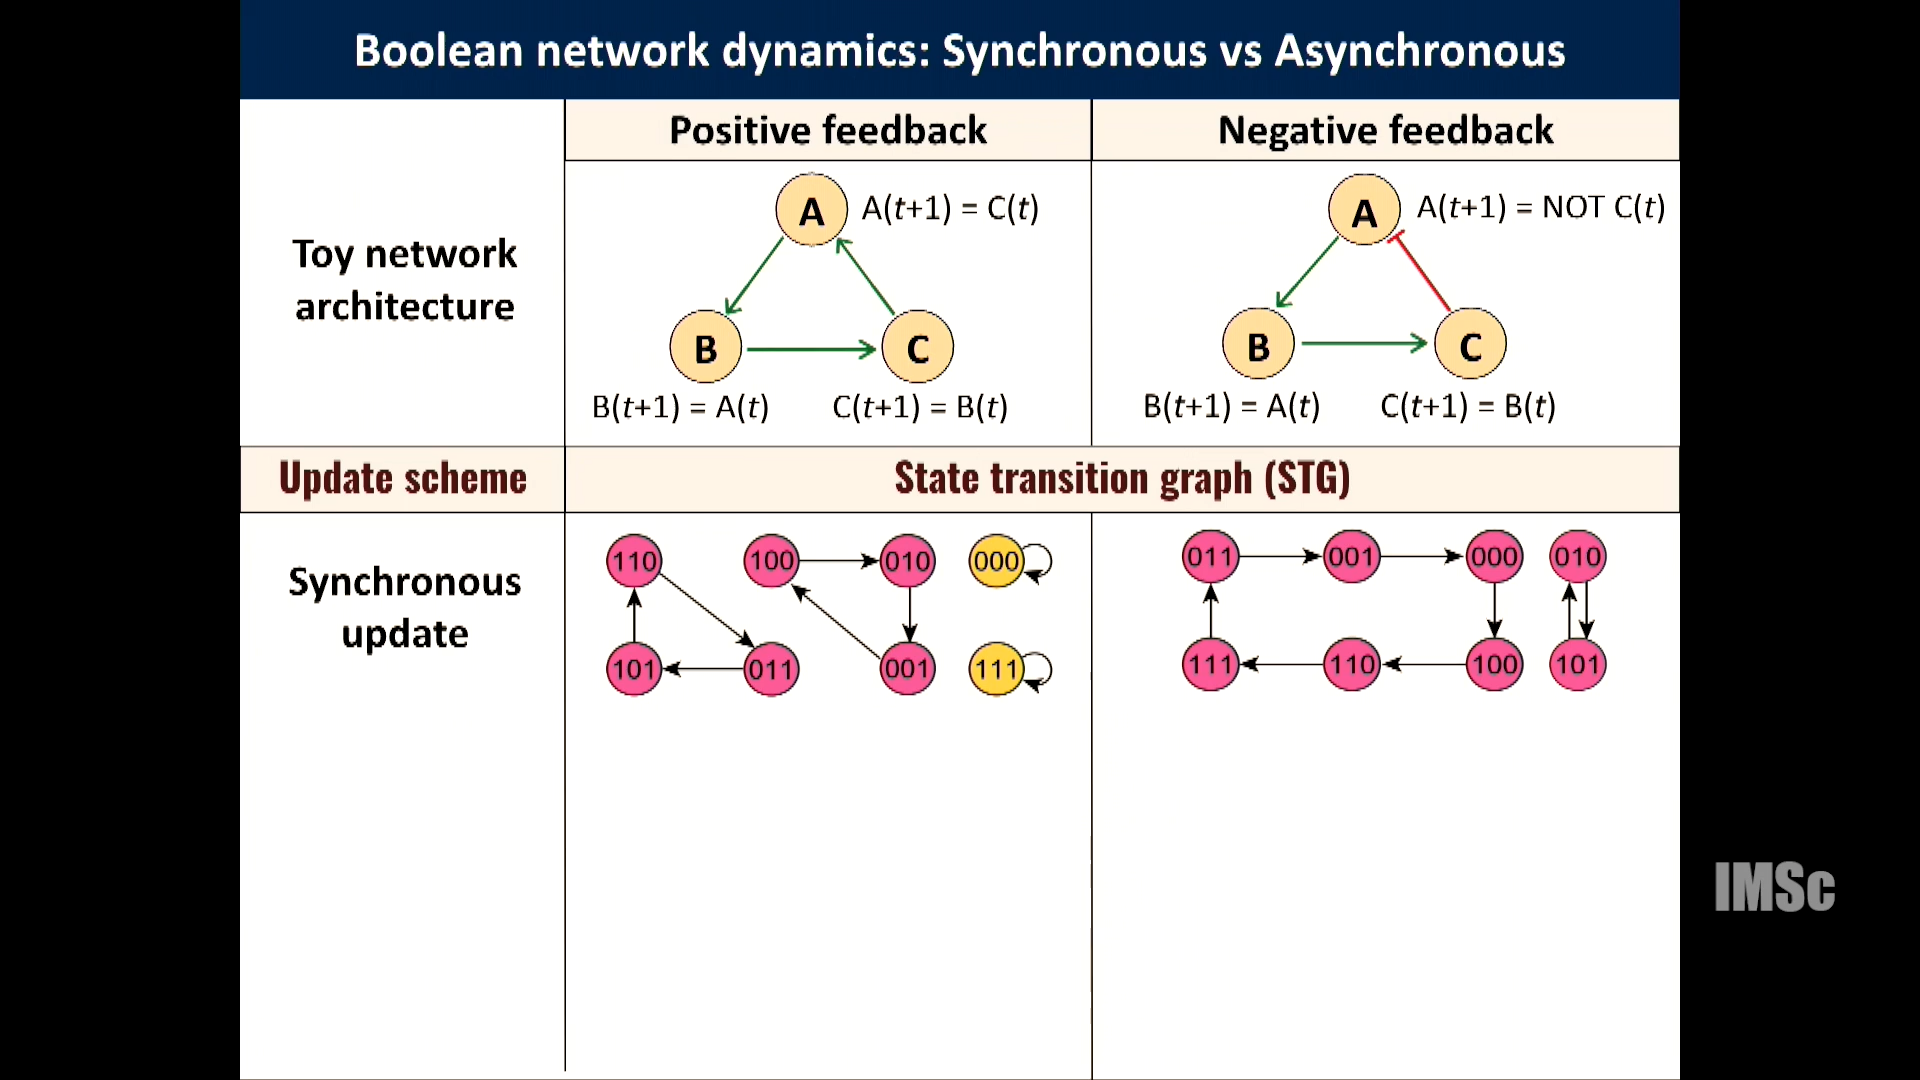 Boolean network dynamics: Synchronous vs Asynchronous
Positive feedback
Negative feedback
Toy network
architecture
A
A(t+1) = C(t)
B
C
B(t+1) = A(t)
C(t+1) = B(t)
A
A(t+1) = NOT C(t)
B
C
B(t+1) = A(t)
C(t+1) = B(t)
Update scheme
State transition graph (STG)
Synchronous
update
110
100
010
000
101
011
001
111
011
001
000
010
111
110
100
101
IMSc